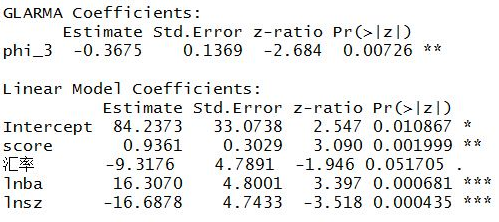 GLARMA Coefficients:
Estimate Std.Error z-ratio Pr(>|z|)
phi_3 -0.3675 0.1369 -2.684 0.00726 **
Linear Model Coefficients:
Estimate Std.Error z-ratio Pr(>|z|)
Intercept 84.2373 33.0738 2.547 0.010867 *
score 0.9361 0.3029 3.090 0.001999 **
汇率 -9.3176 4.7891 -1.946 0.051705 .
lnba 16.3070 4.8001 3.397 0.000681 ***
lnsz -16.6878 4.7433 -3.518 0.000435 ***